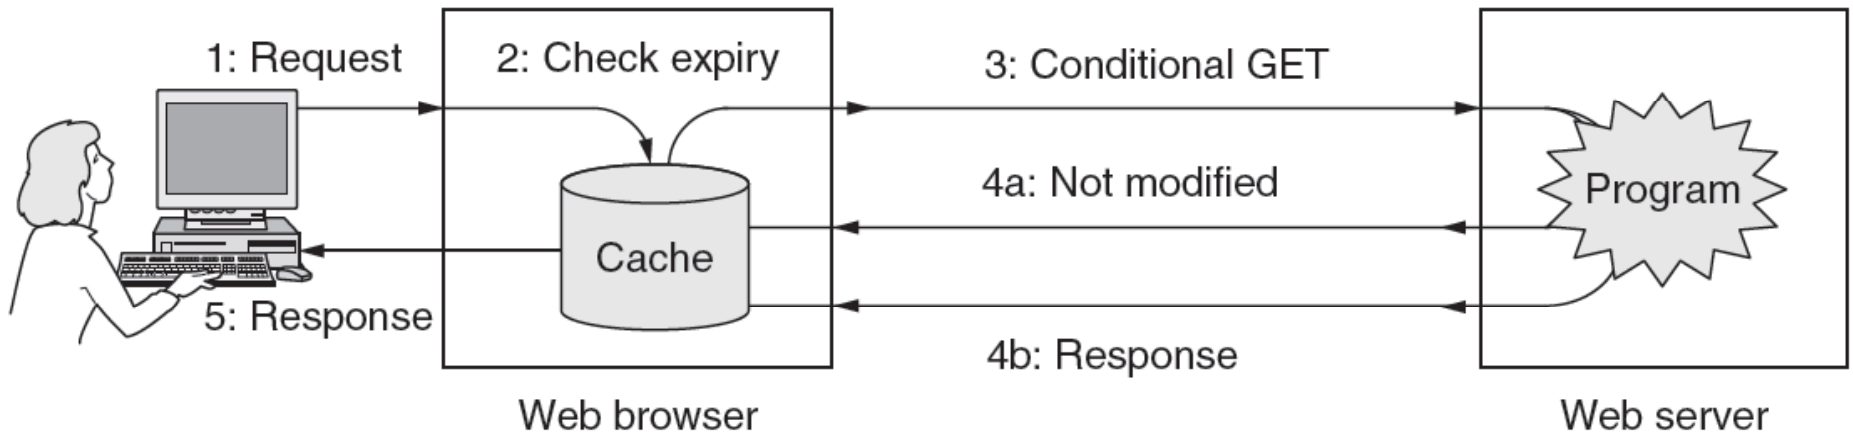 1: Request
2: Check expiry
3: Conditional GET
4a: Not modified
Program
Cache
5: Response
4b: Response
Web browser
Web server